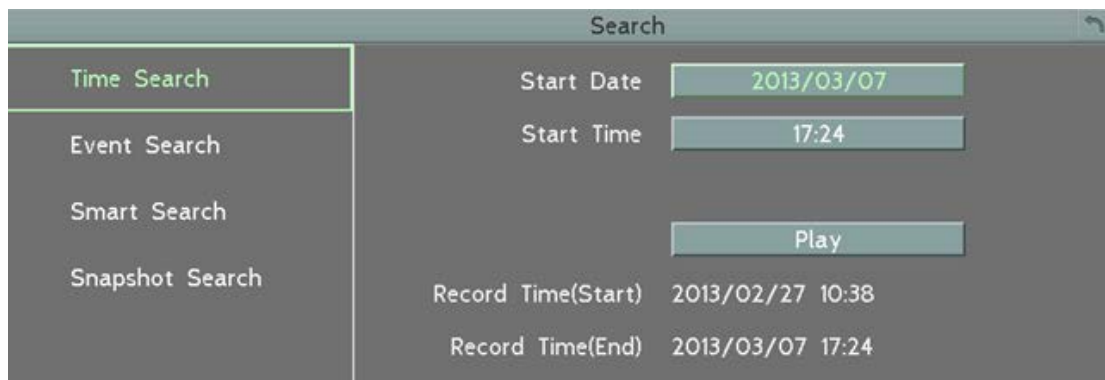 Search
Time Search
Event Search
Smart Search
Snapshot Search
Start Date 2013/03/07
Start Time 17:24
Play
Record Time(Start) 2013/02/27 10:38
Record Time(End) 2013/03/07 17:24